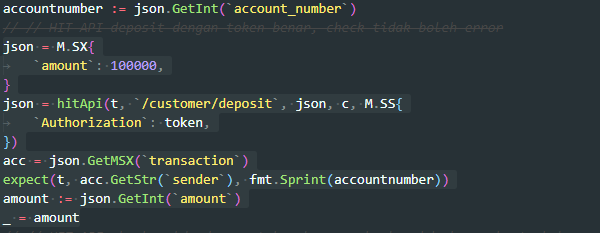 accountnumber := json.GetInt(`account_number`)
// // HIT API deposit dengan token benar, check tidak boleh error
json = M.SX{
`amount`: 100000,
}
json = hitApi(t, `/customer/deposit`, json, c, M.SS{
`Authorization`: token,
})
acc = json.GetMSX(`transaction`)
expect(t, acc.GetStr(`sender`), fmt.Sprint(accountnumber))
amount := json.GetInt(`amount`)
_ = amount